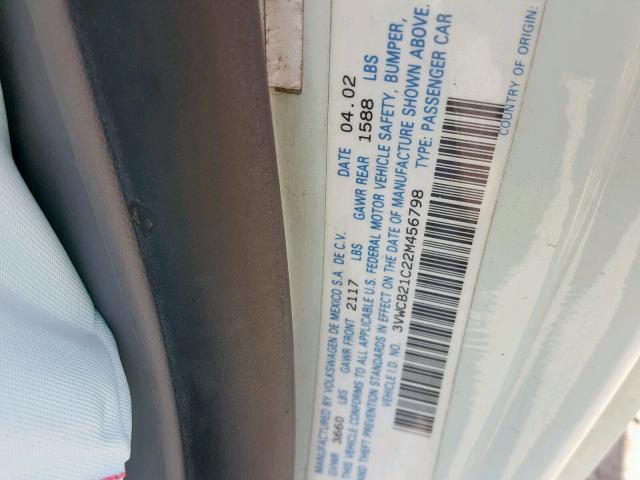 MANUFACTURED BY VOLKSWAGEN DE MEXICO S.A. DE C.V. DATE 04.02
GVWR 3660 LBS GAWR FRONT 2117 LBS GAWR REAR 1588 LBS
THIS VEHICLE CONFORMS TO ALL APPLICABLE U.S. FEDERAL MOTOR VEHICLE SAFETY, BUMPER,
AND THEFT PREVENTION STANDARDS IN EFFECT ON THE DATE OF MANUFACTURE SHOWN ABOVE.
VEHICLE I.D. NO. 3VWCB21C22M456798 TYPE: PASSENGER CAR
COUNTRY OF ORIGIN: